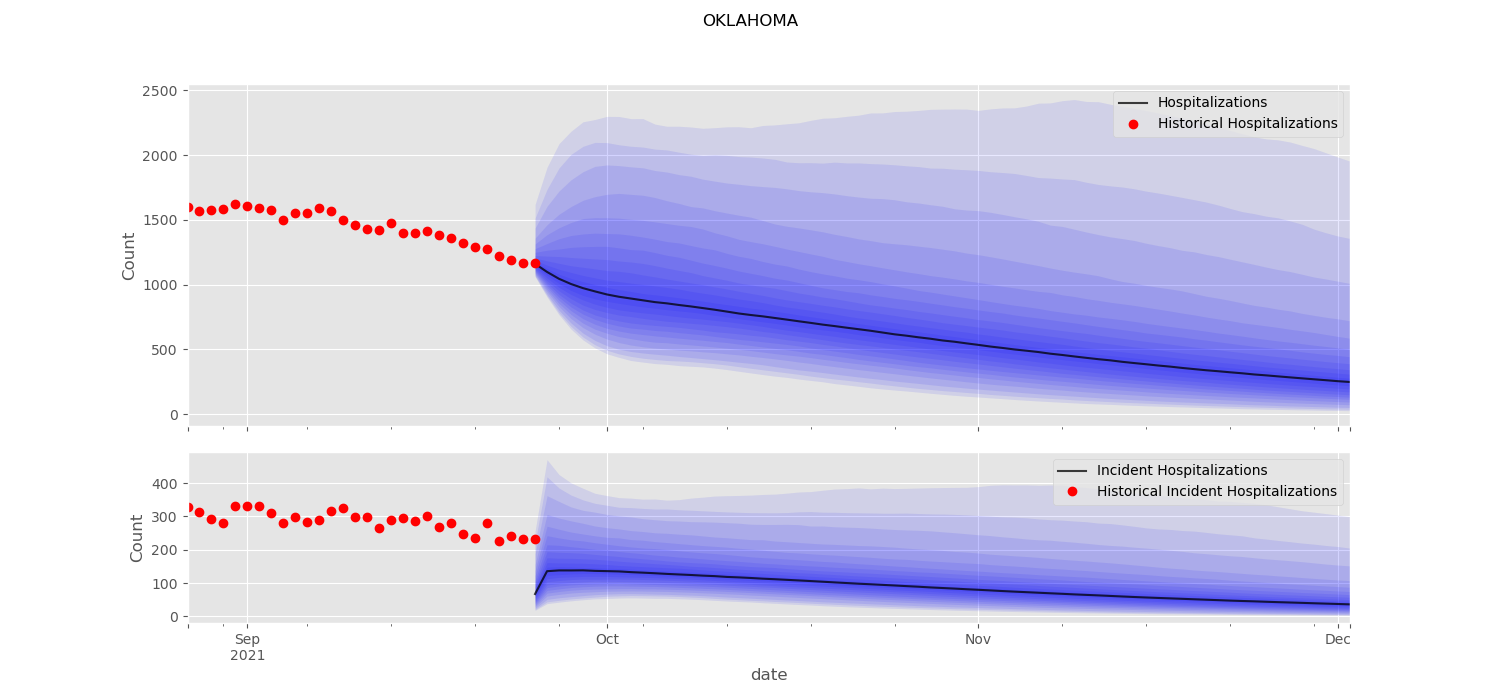 OKLAHOMA
2500
2000
1500
1000
500
0
Count
Hospitalizations
Historical Hospitalizations
400
300
200
100
0
Count
Incident Hospitalizations
Historical Incident Hospitalizations
Sep Oct Nov Dec
2021
date